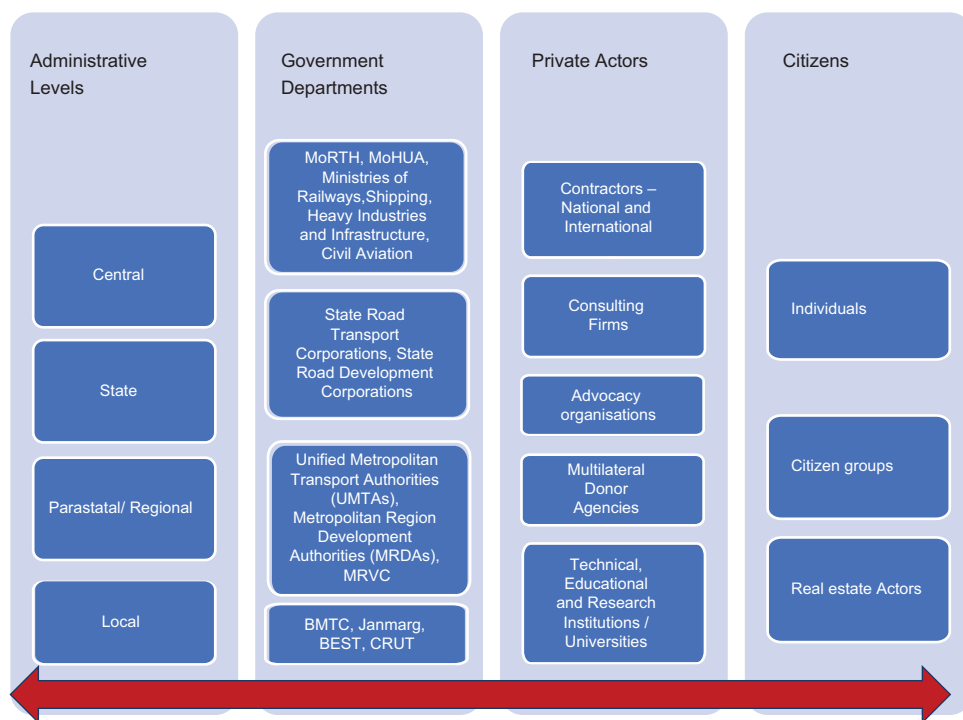 Administrative
Levels
Central
State
Parastatal/ Regional
Local
Government
Departments
MoRTH, MoHUA,
Ministries of
Railways,Shipping,
Heavy Industries
and Infrastructure,
Civil Aviation
State Road
Transport
Corporations, State
Road Development
Corporations
Unified Metropolitan
Transport Authorities
(UMTAs),
Metropolitan Region
Development
Authorities (MRDAs),
MRVC
BMTC, Janmarg,
BEST, CRUT
Private Actors
Contractors –
National and
International
Consulting
Firms
Advocacy
organisations
Multilateral
Donor
Agencies
Technical,
Educational
and Research
Institutions /
Universities
Citizens
Individuals
Citizen groups
Real estate Actors